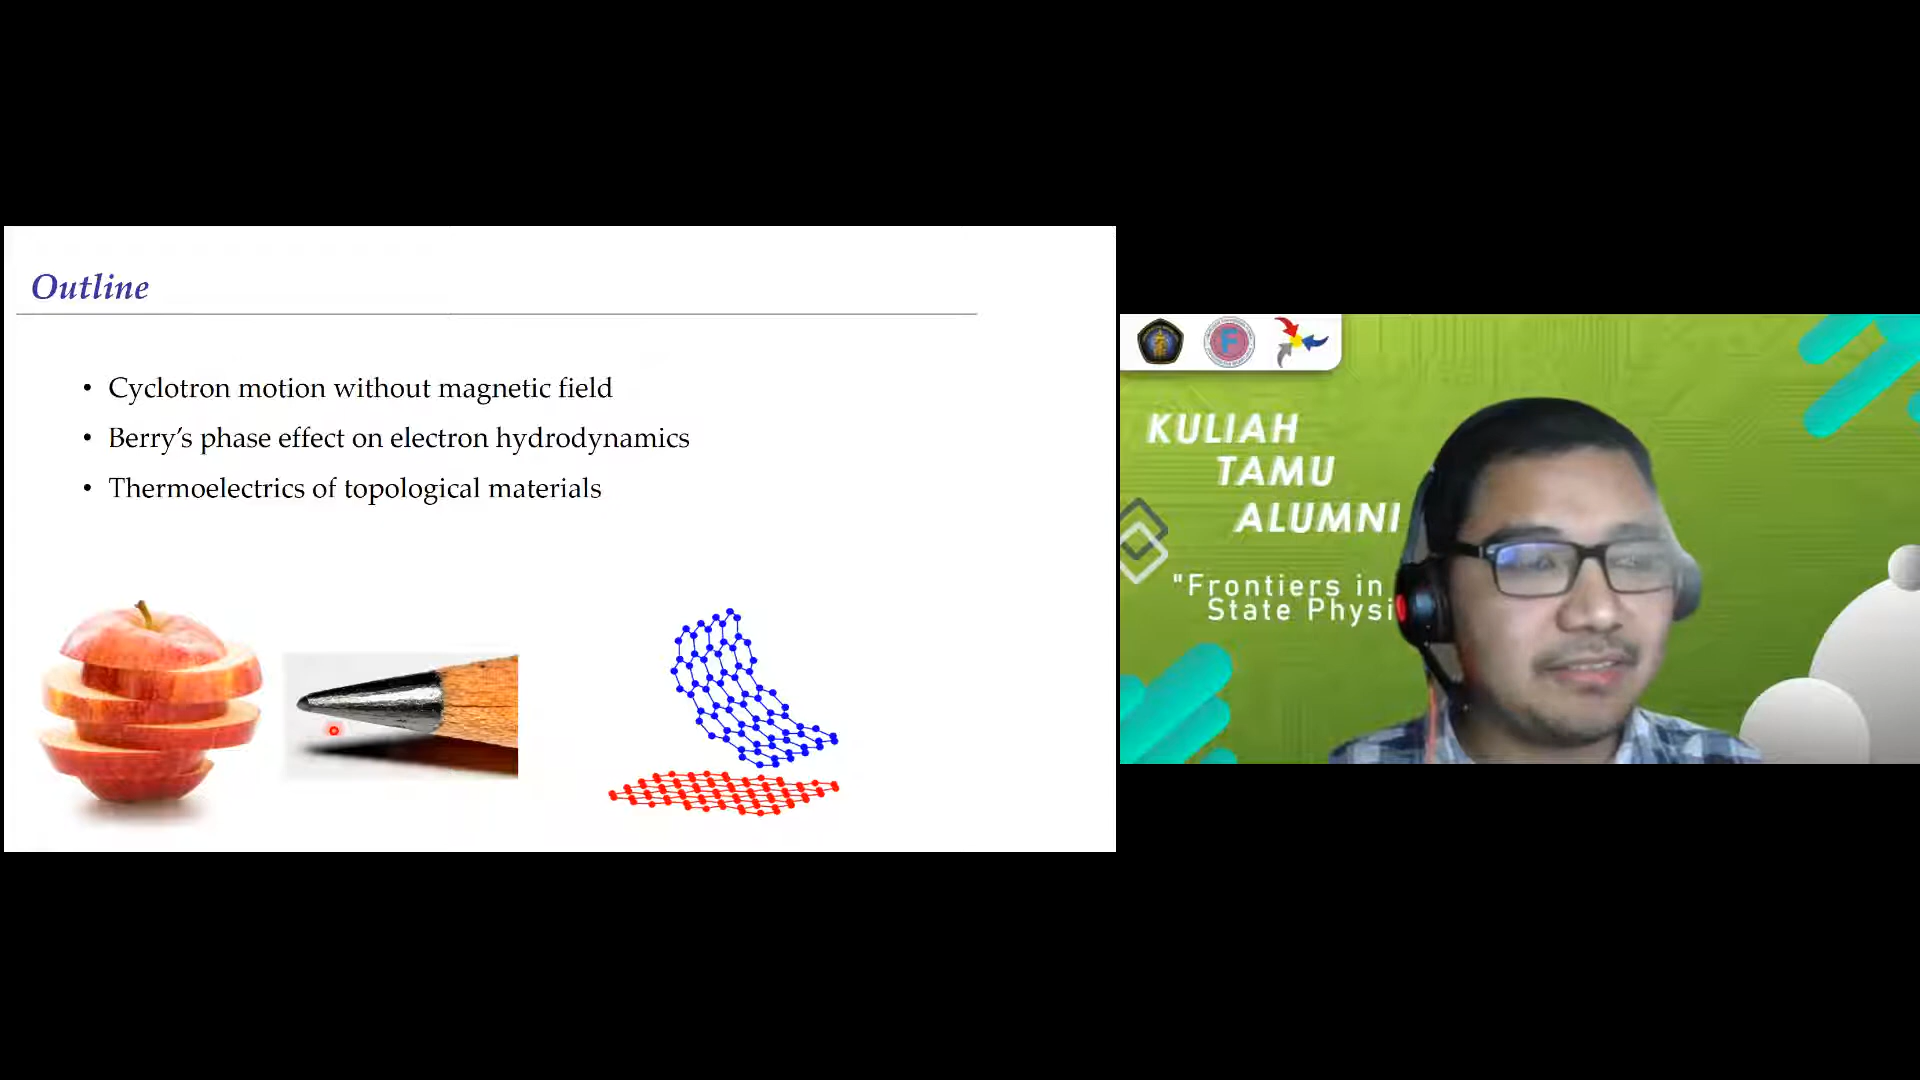 Outline
• Cyclotron motion without magnetic field
• Berry’s phase effect on electron hydrodynamics
• Thermoelectrics of topological materials
KULIAH
TAMU
ALUMNI
"Frontiers in
State Physi
F